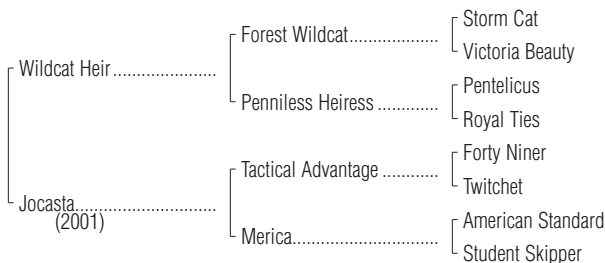 Storm Cat
Forest Wildcat....................
Victoria Beauty
Wildcat Heir.......................
Pentelicus
Penniless Heiress .............
Royal Ties
Forty Niner
Tactical Advantage ............
Twitchet
Jocasta................................
(2001)
American Standard
Merica.................................
Student Skipper